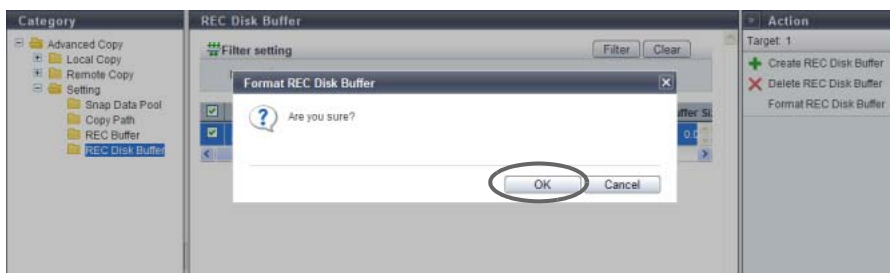 Category
Advanced Copy
Local Copy
Remote Copy
Setting
Snap Data Pool
Copy Path
REC Buffer
REC Disk Buffer
REC Disk Buffer
Filter setting
Filter
Clear
Format REC Disk Buffer
Are you sure?
OK
Cancel
Action
Target: 1
Create REC Disk Buffer
Delete REC Disk Buffer
Format REC Disk Buffer